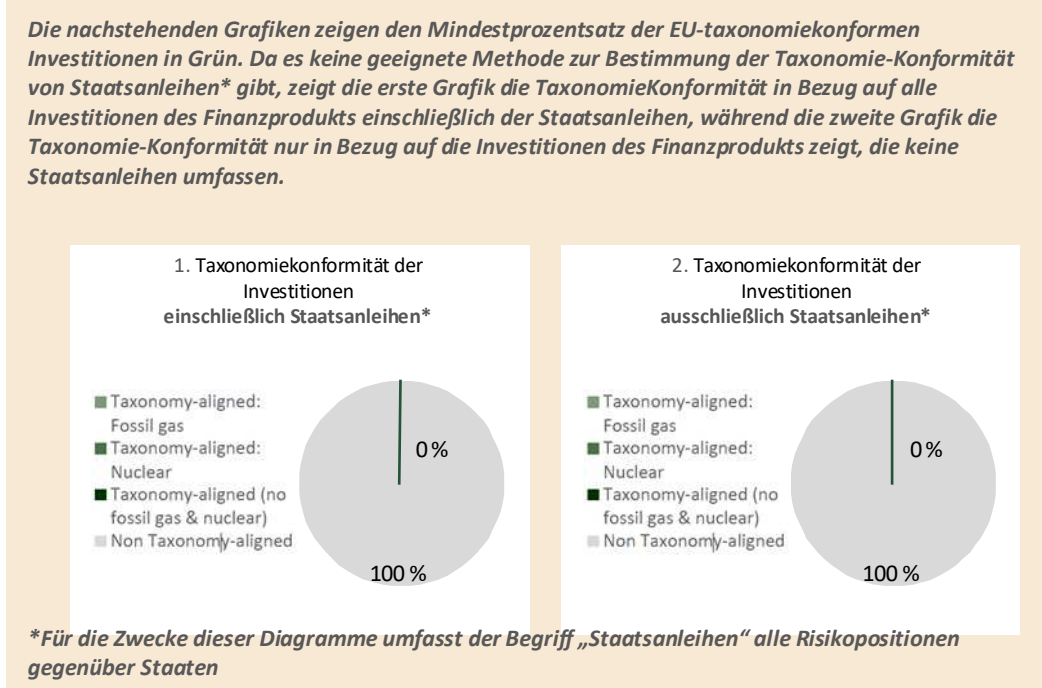 Die nachstehenden Grafiken zeigen den Mindestprozentsatz der EU-taxonomiekonformen
Investitionen in Grün. Da es keine geeignete Methode zur Bestimmung der Taxonomie-Konformität
von Staatsanleihen* gibt, zeigt die erste Grafik die TaxonomieKonformität in Bezug auf alle
Investitionen des Finanzprodukts einschließlich der Staatsanleihen, während die zweite Grafik die
Taxonomie-Konformität nur in Bezug auf die Investitionen des Finanzprodukts zeigt, die keine
Staatsanleihen umfassen.
1. Taxonomiekonformität der
Investitionen
einschließlich Staatsanleihen*
Taxonomy-aligned:
Fossil gas
Taxonomy-aligned:
Nuclear
Taxonomy-aligned (no
fossil gas & nuclear)
Non Taxonomy-aligned
0 %
100 %
2. Taxonomiekonformität der
Investitionen
ausschließlich Staatsanleihen*
Taxonomy-aligned:
Fossil gas
Taxonomy-aligned:
Nuclear
Taxonomy-aligned (no
fossil gas & nuclear)
Non Taxonomy-aligned
0 %
100 %
*Für die Zwecke dieser Diagramme umfasst der Begriff „Staatsanleihen“ alle Risikopositionen
gegenüber Staaten